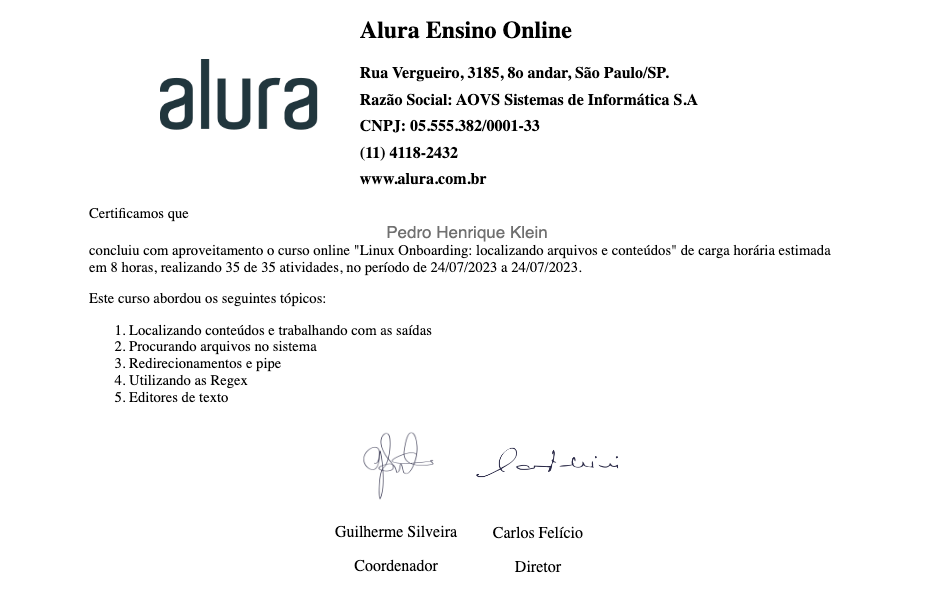 Alura Ensino Online
alura
Rua Vergueiro, 3185, 8o andar, São Paulo/SP.
Razão Social: AOVS Sistemas de Informática S.A
CNPJ: 05.555.382/0001-33
(11) 4118-2432
www.alura.com.br
Certificamos que
Pedro Henrique Klein
concluiu com aproveitamento o curso online "Linux Onboarding: localizando arquivos e conteúdos" de carga horária estimada
em 8 horas, realizando 35 de 35 atividades, no período de 24/07/2023 a 24/07/2023.
Este curso abordou os seguintes tópicos:
1. Localizando conteúdos e trabalhando com as saídas
2. Procurando arquivos no sistema
3. Redirecionamentos e pipe
4. Utilizando as Regex
5. Editores de texto
Guilherme Silveira
Carlos Felício
Coordenador
Diretor